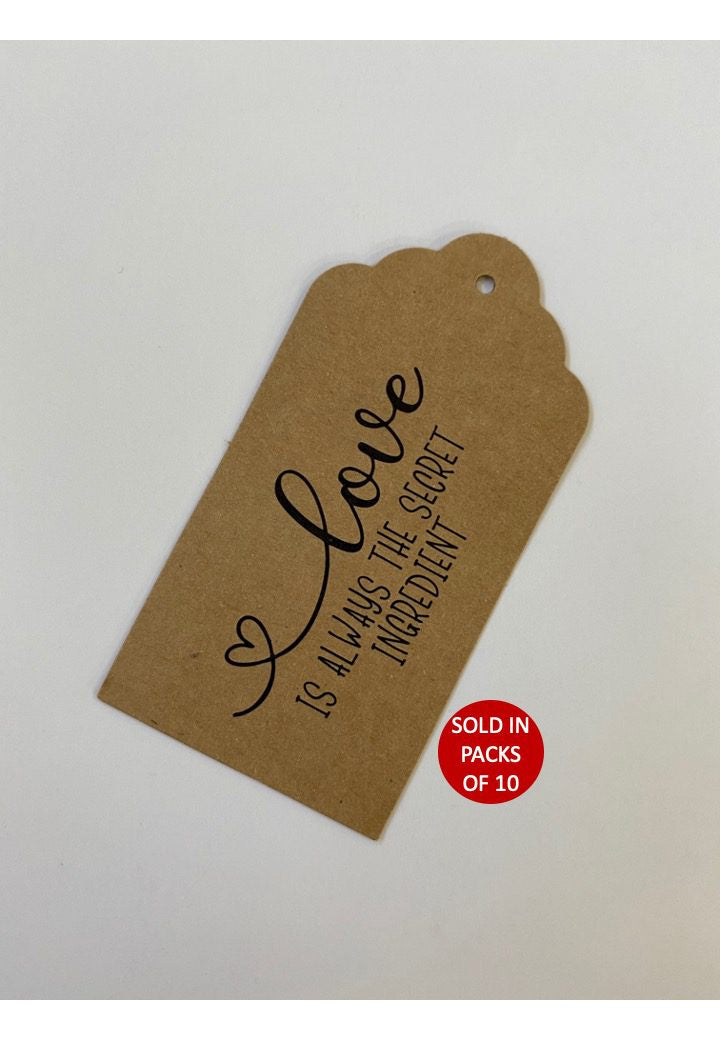 love
IS ALWAYS THE SECRET
INGREDIENT
SOLD IN
PACKS
OF 10